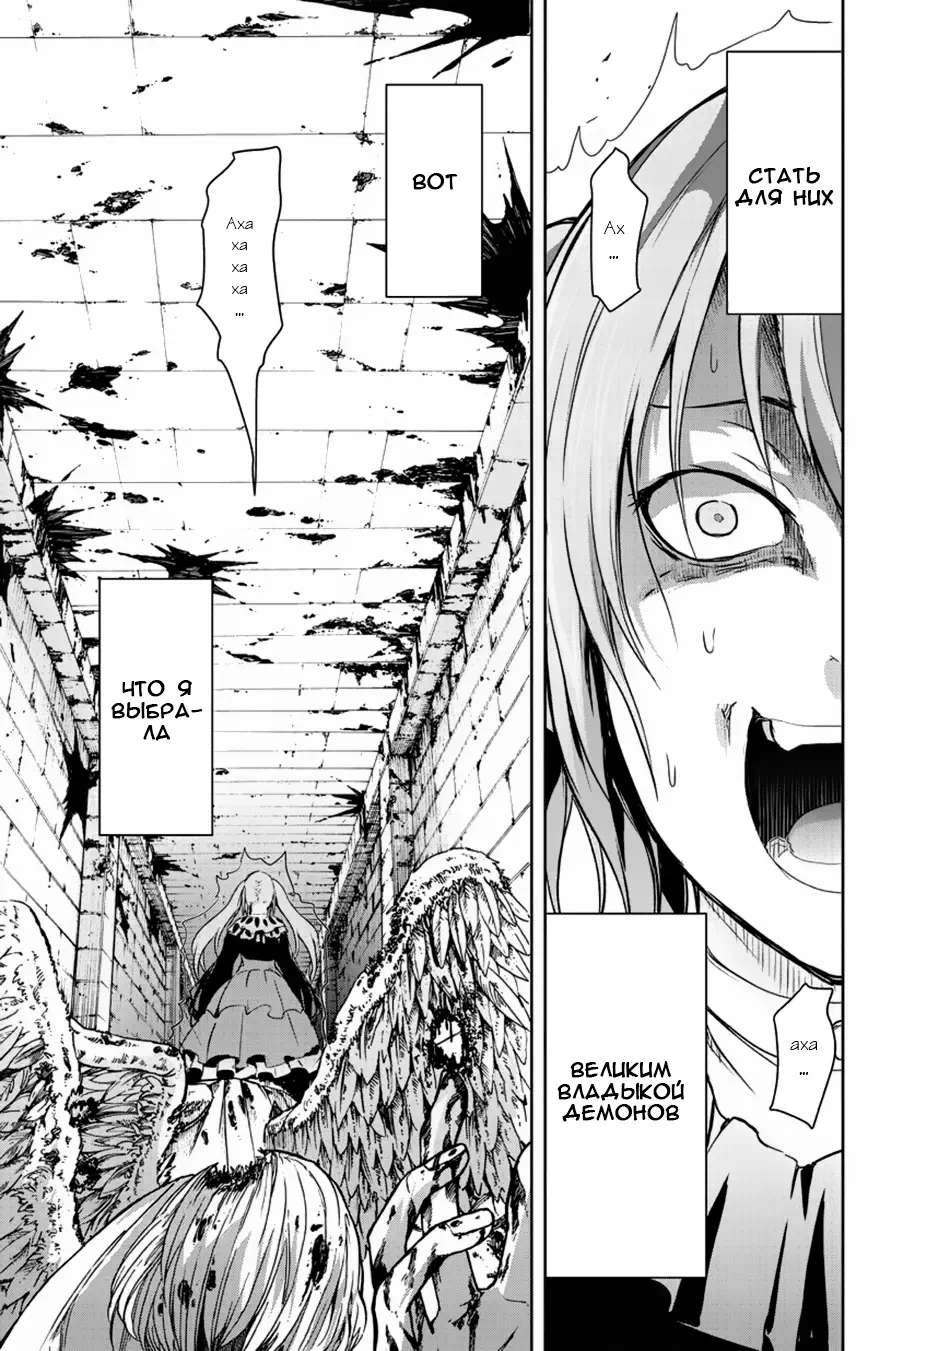 СТАТЬ
ДЛЯ НИХ
Ах
...
ВЕЛИКИМ
ВЛАДЫКОЙ
ДЕМОНОВ
аха
...
ВОТ
Аха
ха
ха
ха
...
ЧТО Я
ВЫБРА-
ЛА